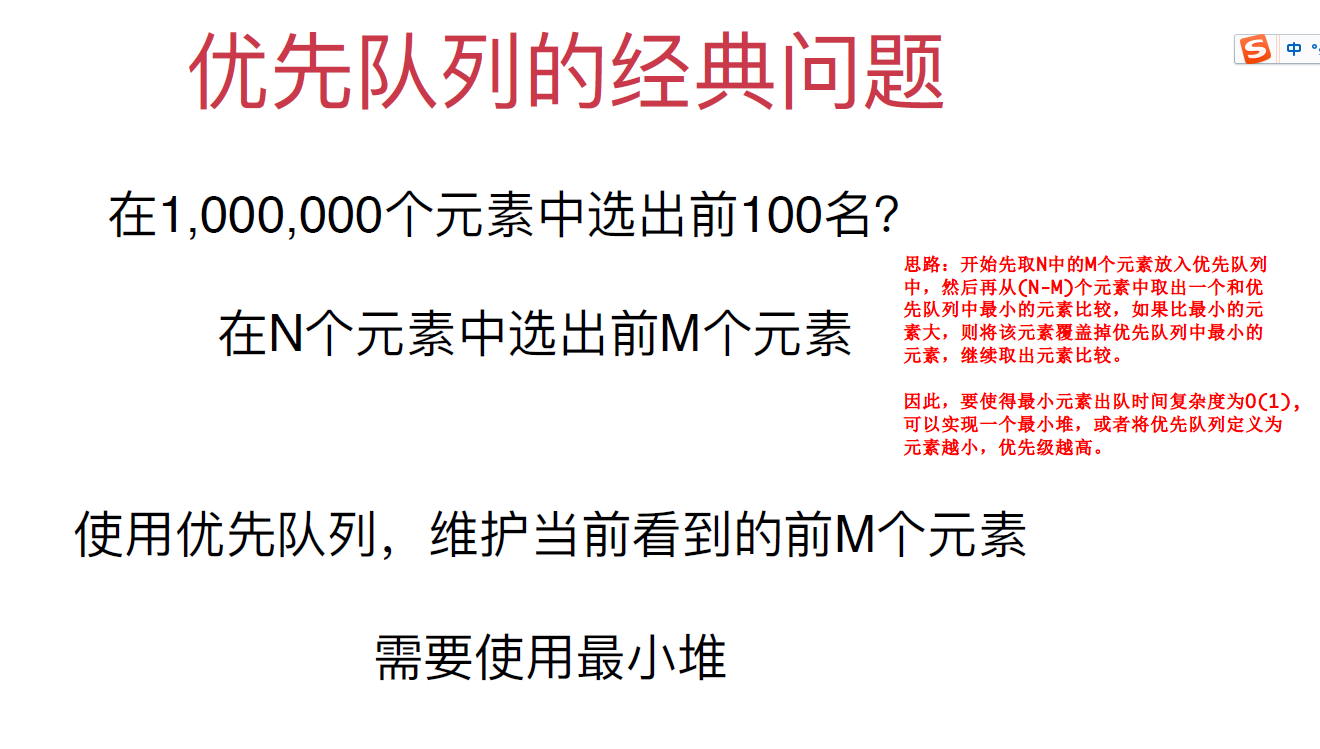 优先队列的经典问题
中
在1,000,000个元素中选出前100名？
思路：开始先取N中的M个元素放入优先队列
中，然后再从(N-M)个元素中取出一个和优
先队列中最小的元素比较，如果比最小的元
素大，则将该元素覆盖掉优先队列中最小的
元素，继续取出元素比较。
在N个元素中选出前M个元素
因此，要使得最小元素出队时间复杂度为O(1),
可以实现一个最小堆，或者将优先队列定义为
元素越小，优先级越高。
使用优先队列，维护当前看到的前M个元素
需要使用最小堆